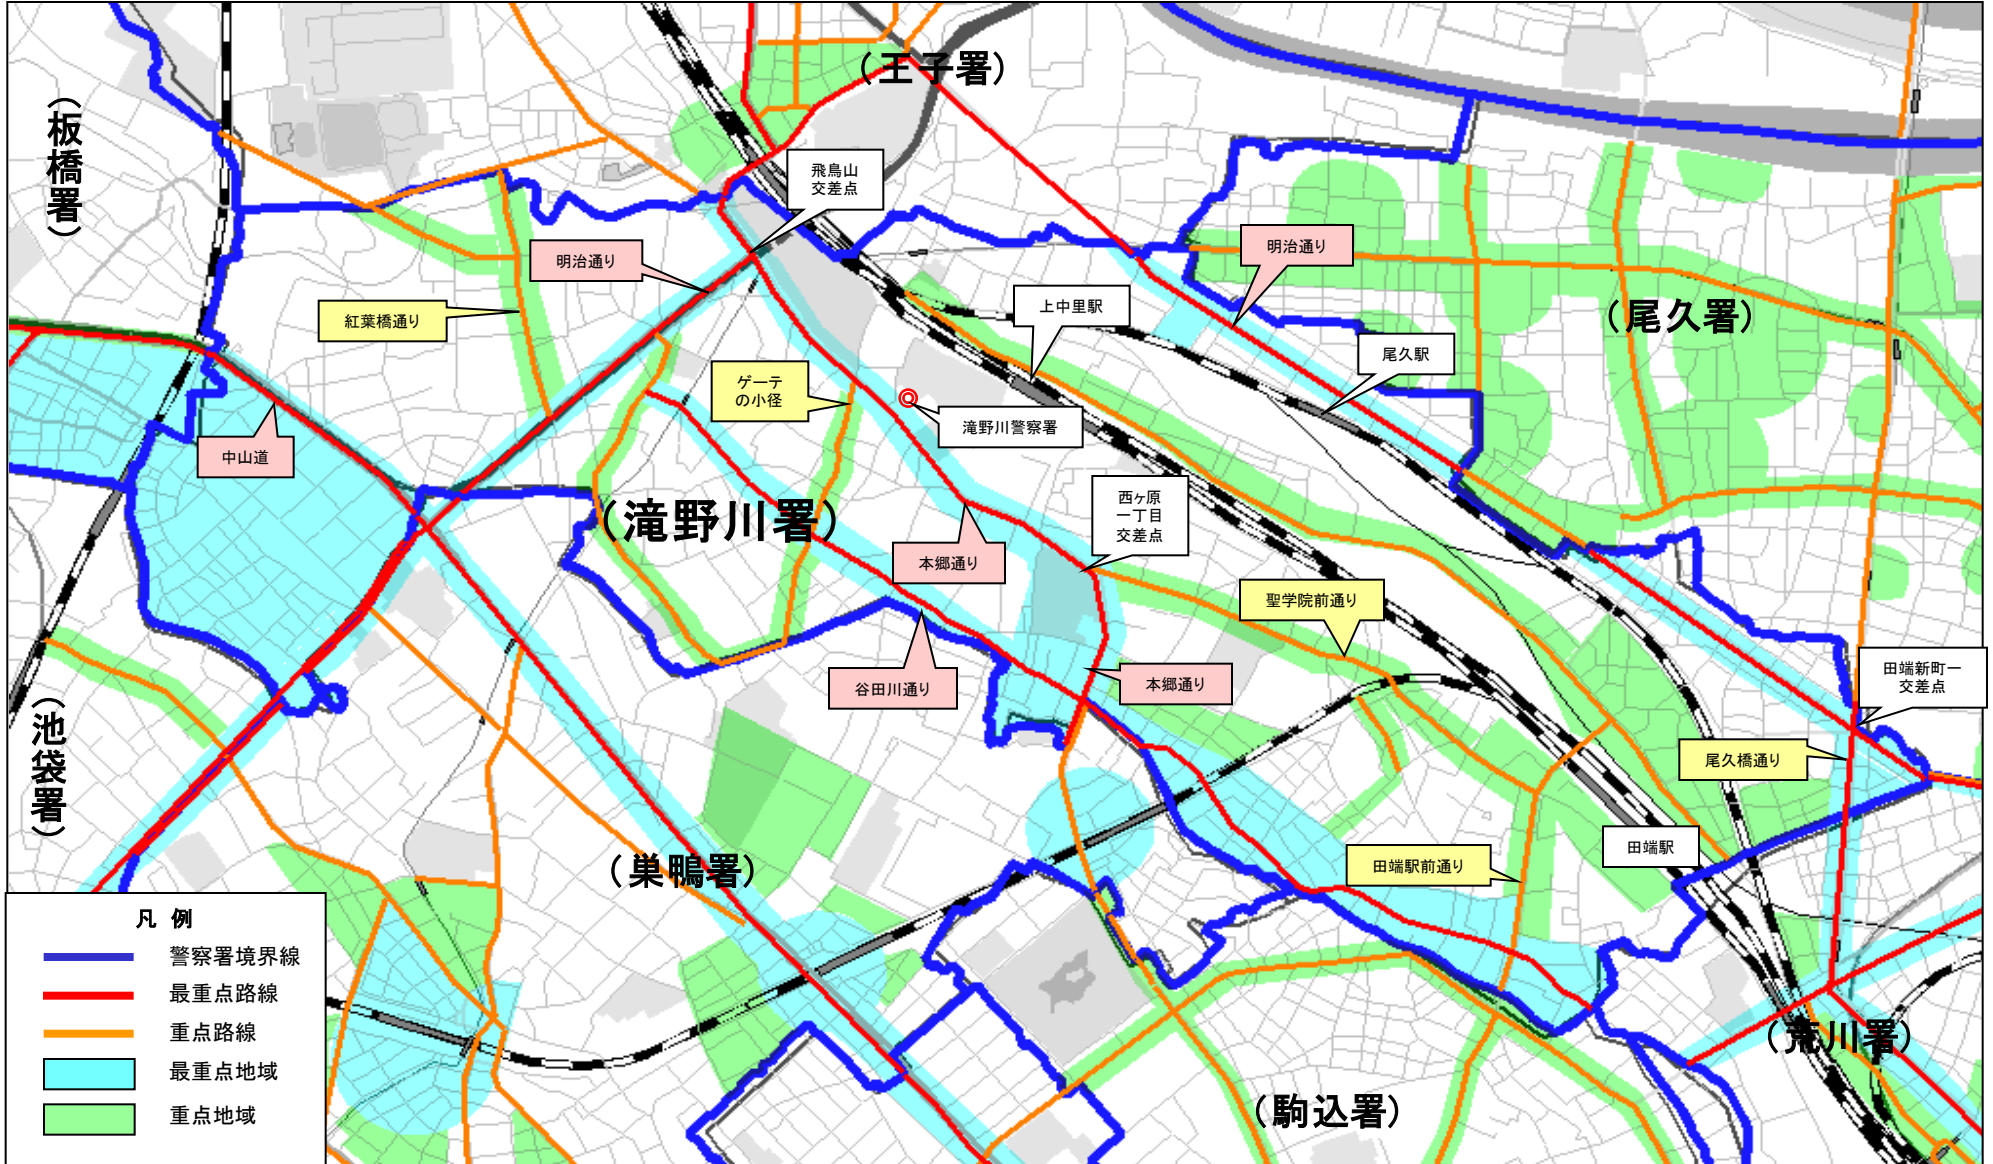 （王子署）
（板橋署）
飛鳥山
交差点
明治通り
明治通り
紅葉橋通り
上中里駅
（尾久署）
尾久駅
ゲーテ
の小径
滝野川警察署
中山道
西ヶ原
一丁目
交差点
（滝野川署）
本郷通り
聖学院前通り
谷田川通り
本郷通り
田端新町一
交差点
（池袋署）
尾久橋通り
田端駅
田端駅前通り
（巣鴨署）
凡 例
警察署境界線
最重点路線
重点路線
最重点地域
重点地域
（荒川署）
（駒込署）